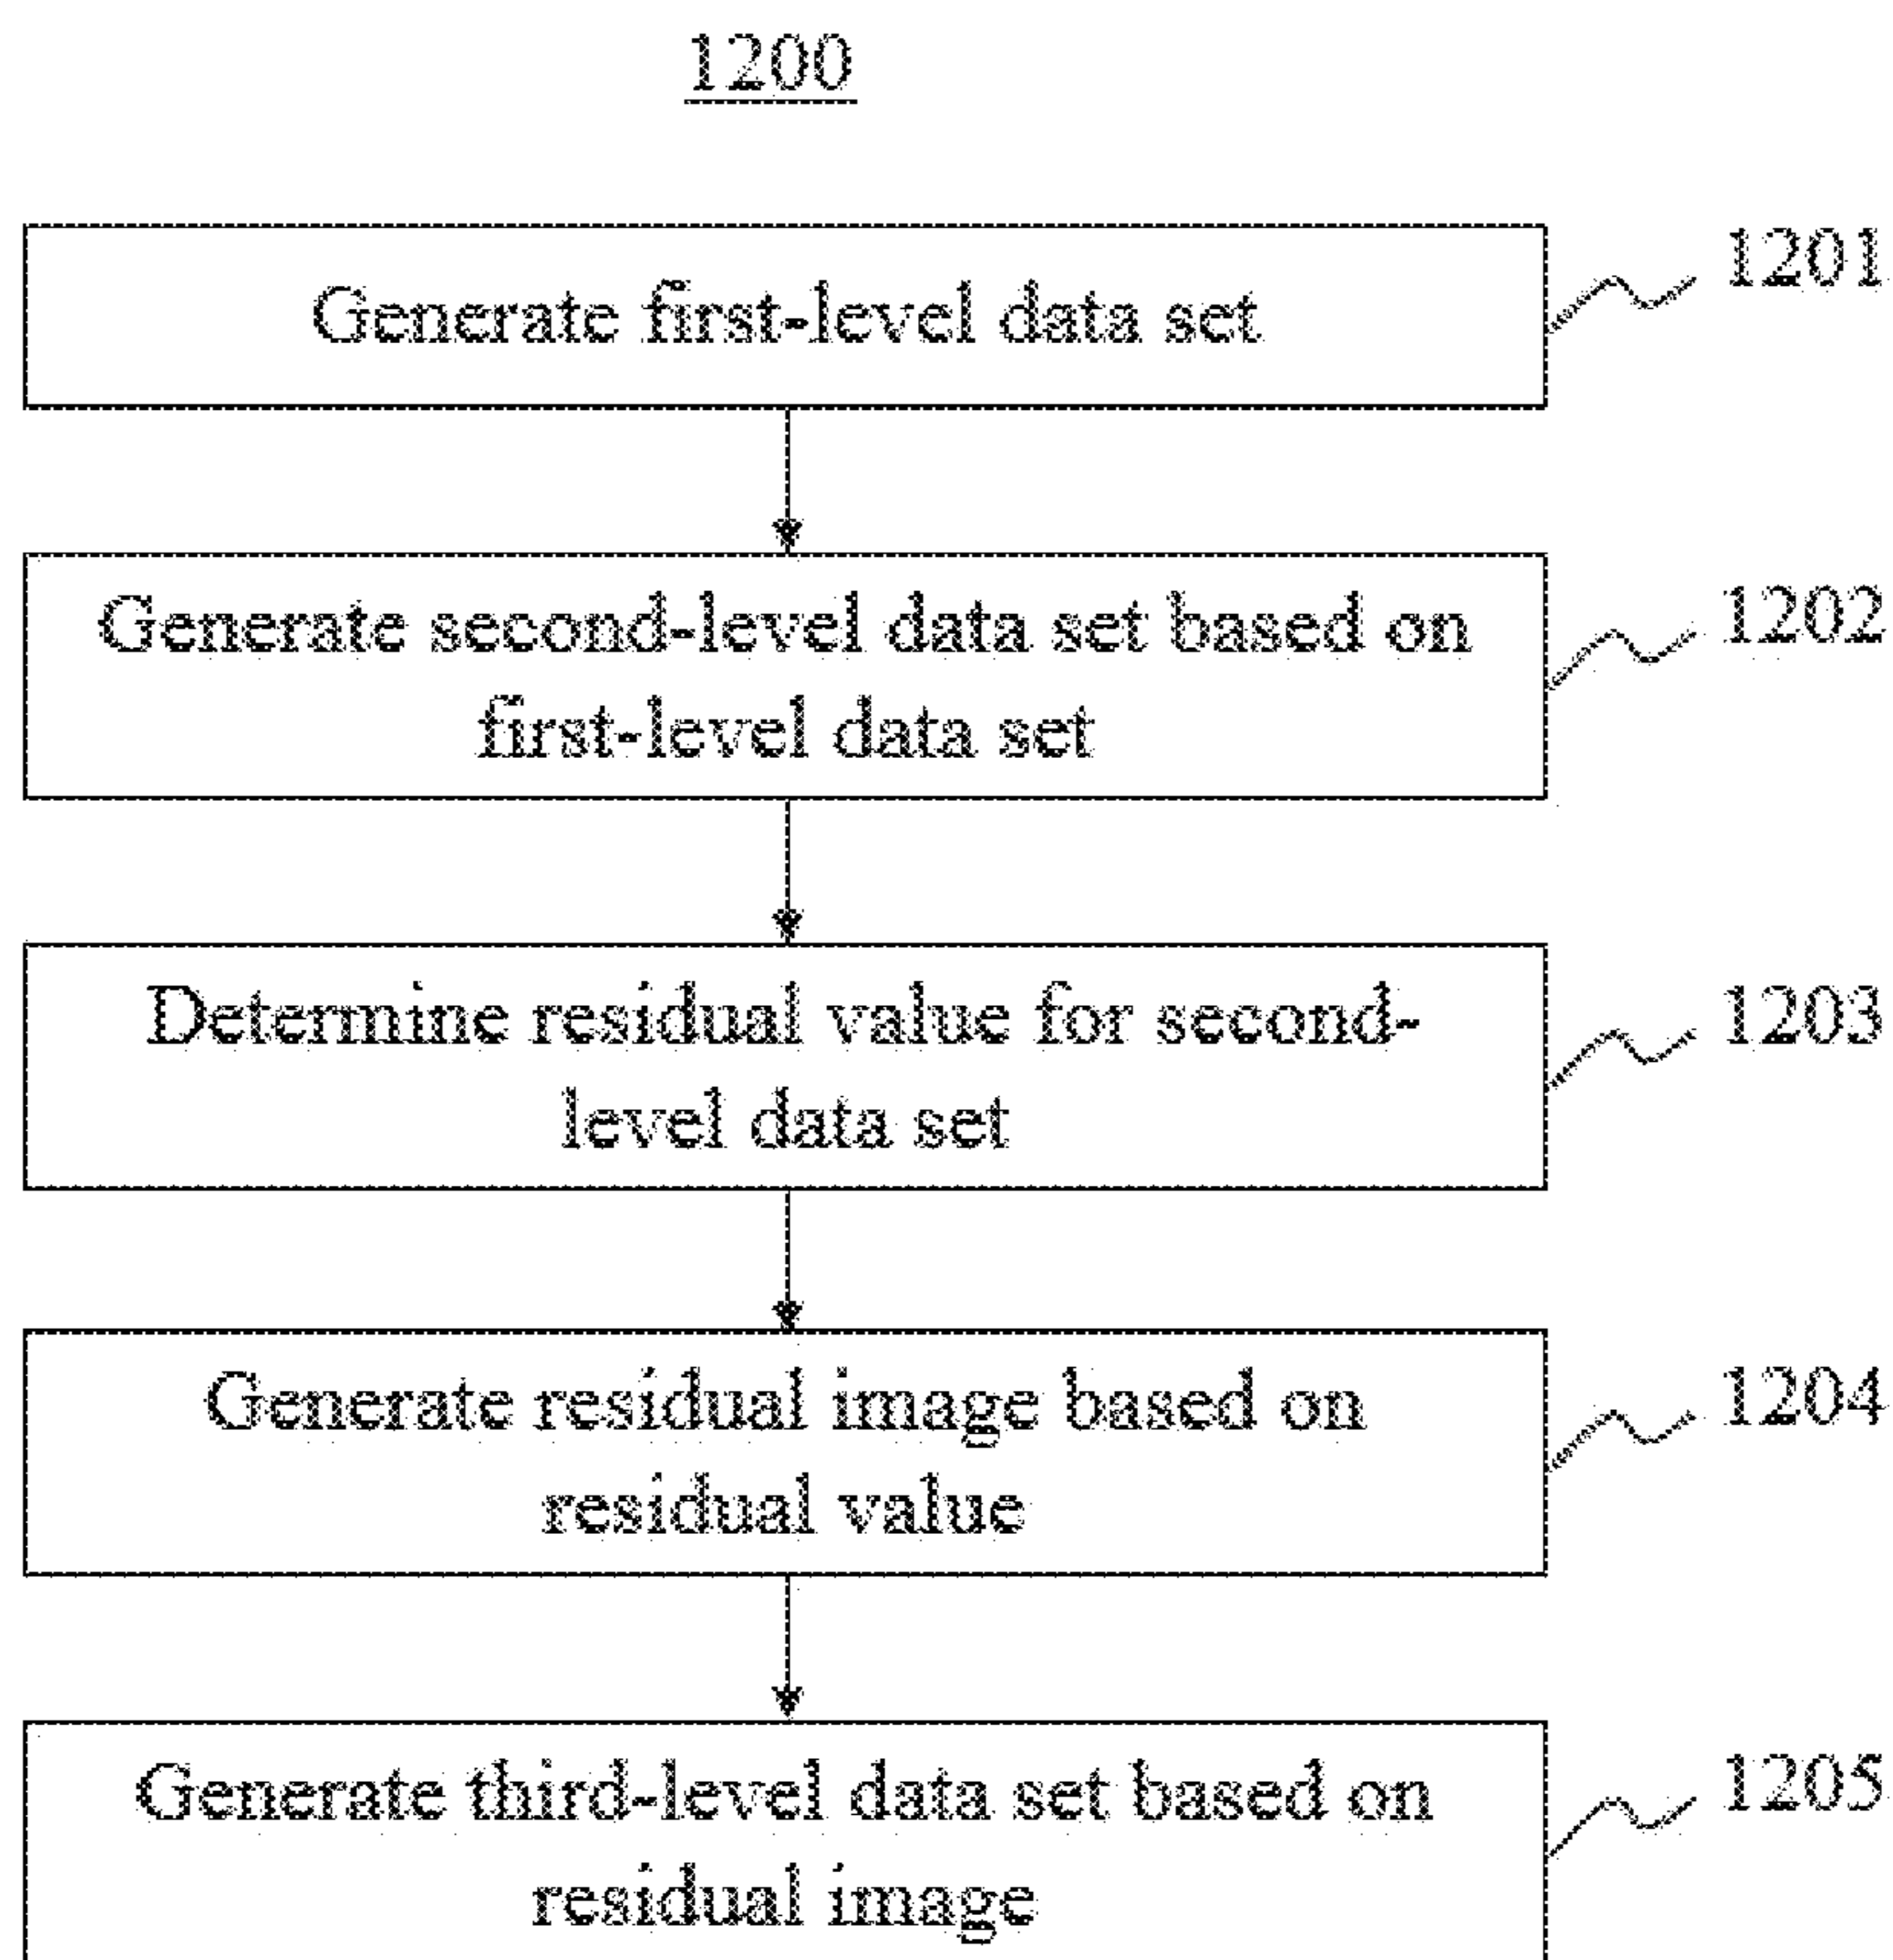 1200
Generate first-level data set
1201
Generate second-level data set based on
first-level data set
1202
Determine residual value for second-
level data set
1203
Generate residual image based on
residual value
1204
Generate third-level data set based on
residual image
1205